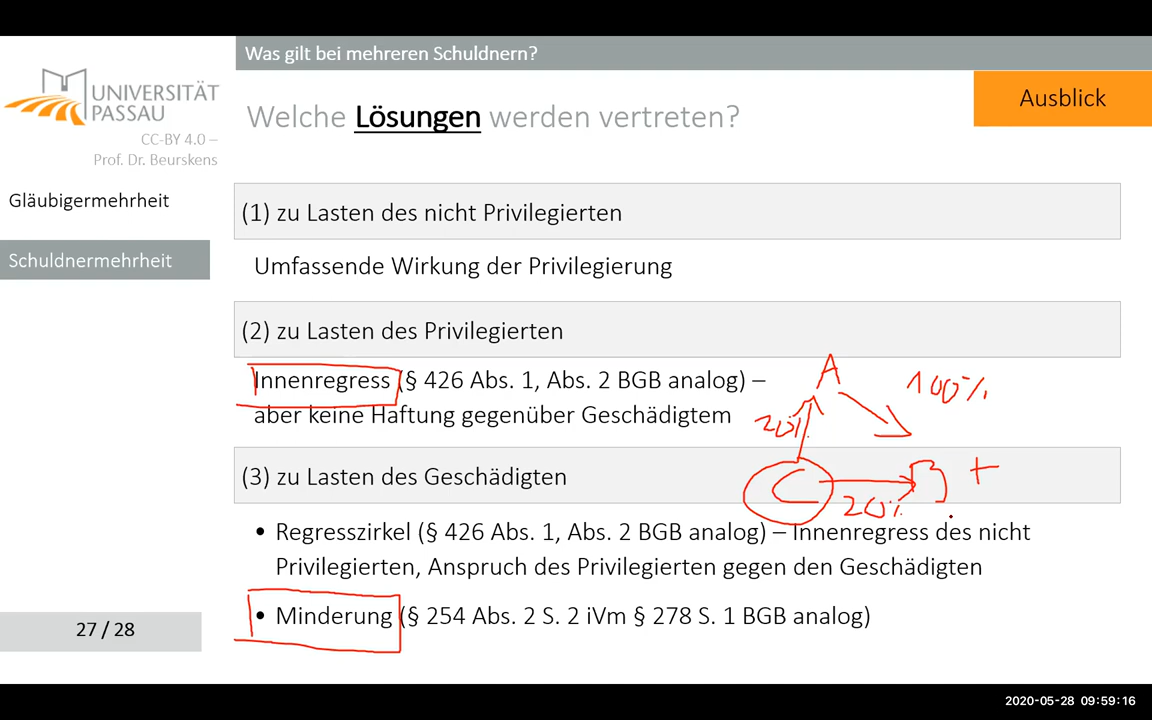 Was gilt bei mehreren Schuldnern?
UNIVERSITÄT
PASSAU
CC-BY 4.0 –
Prof. Dr. Beurskens
Welche Lösungen werden vertreten?
Ausblick
Gläubigermehrheit
Schuldnermehrheit
(1) zu Lasten des nicht Privilegierten
Umfassende Wirkung der Privilegierung
(2) zu Lasten des Privilegierten
Innenregress (§ 426 Abs. 1, Abs. 2 BGB analog) –
aber keine Haftung gegenüber Geschädigtem
A
100%
20%
(3) zu Lasten des Geschädigten
C
B +
20%
• Regresszirkel (§ 426 Abs. 1, Abs. 2 BGB analog) – Innenregress des nicht
Privilegierten, Anspruch des Privilegierten gegen den Geschädigten
• Minderung (§ 254 Abs. 2 S. 2 iVm § 278 S. 1 BGB analog)
27 / 28
2020-05-28 09:59:16